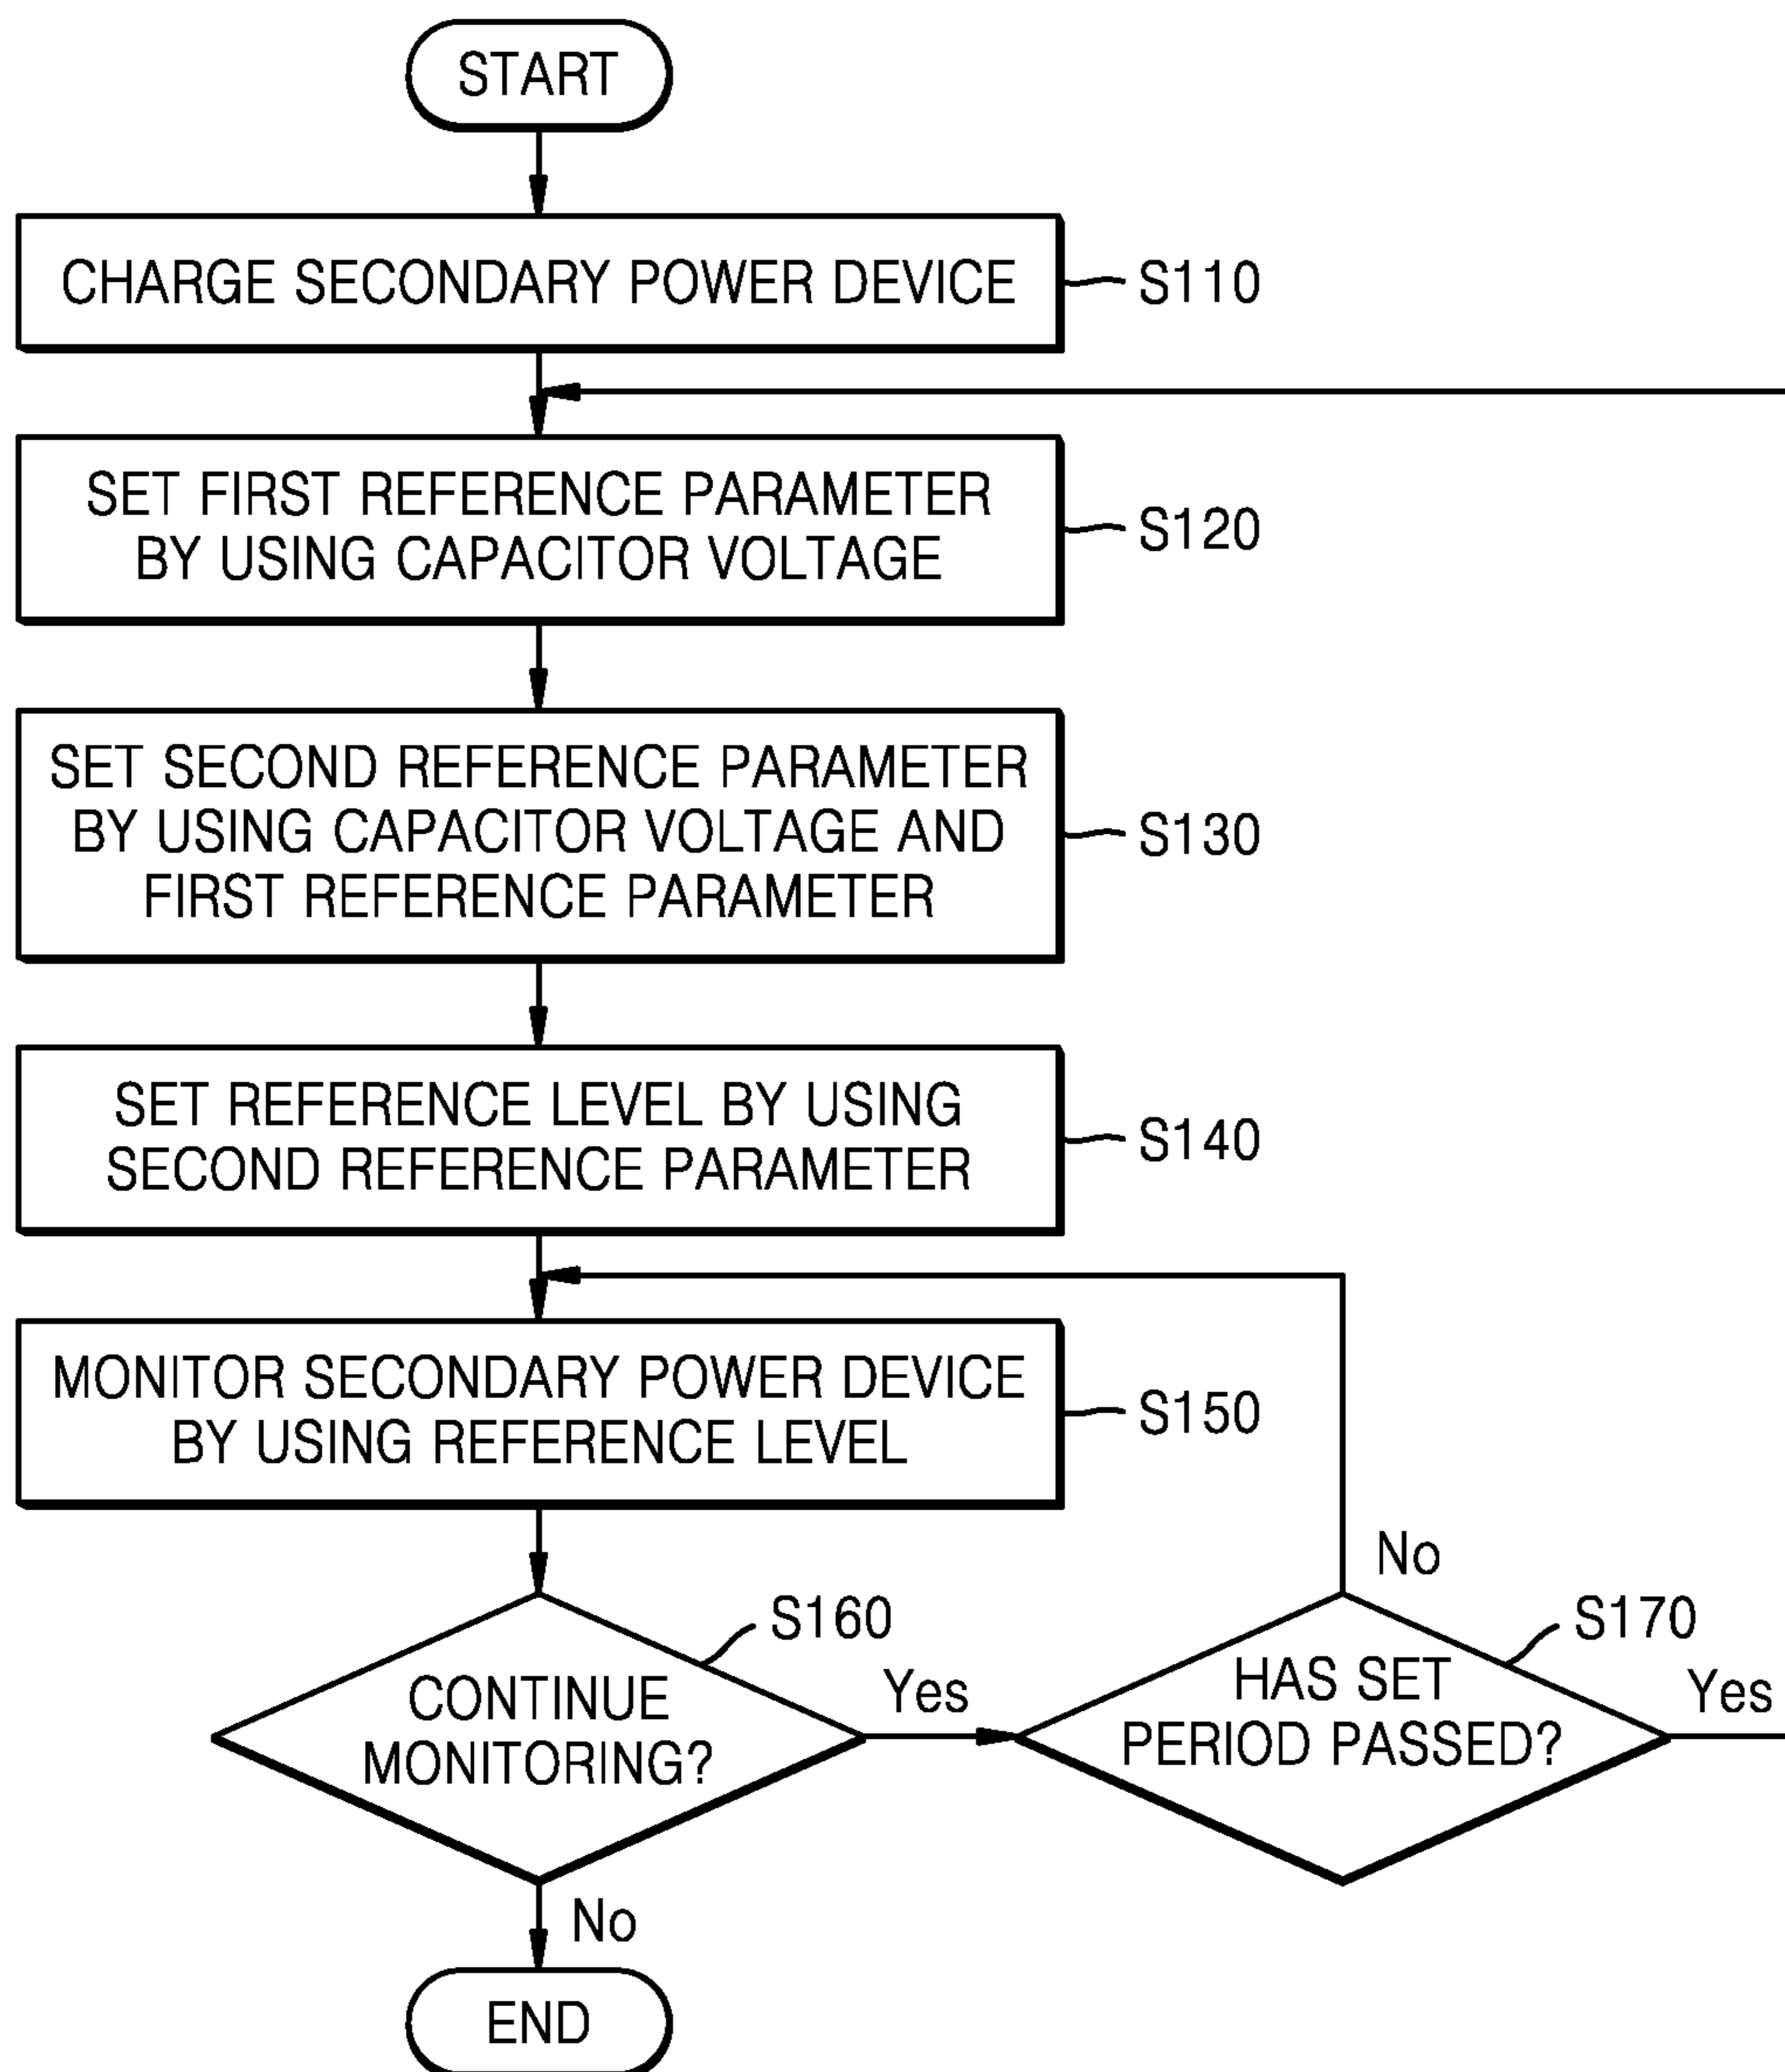 START
CHARGE SECONDARY POWER DEVICE
S110
SET FIRST REFERENCE PARAMETER
BY USING CAPACITOR VOLTAGE
S120
SET SECOND REFERENCE PARAMETER
BY USING CAPACITOR VOLTAGE AND
FIRST REFERENCE PARAMETER
S130
SET REFERENCE LEVEL BY USING
SECOND REFERENCE PARAMETER
S140
MONITOR SECONDARY POWER DEVICE
BY USING REFERENCE LEVEL
S150
No
S160
CONTINUE
MONITORING?
Yes
S170
HAS SET
PERIOD PASSED?
Yes
No
END